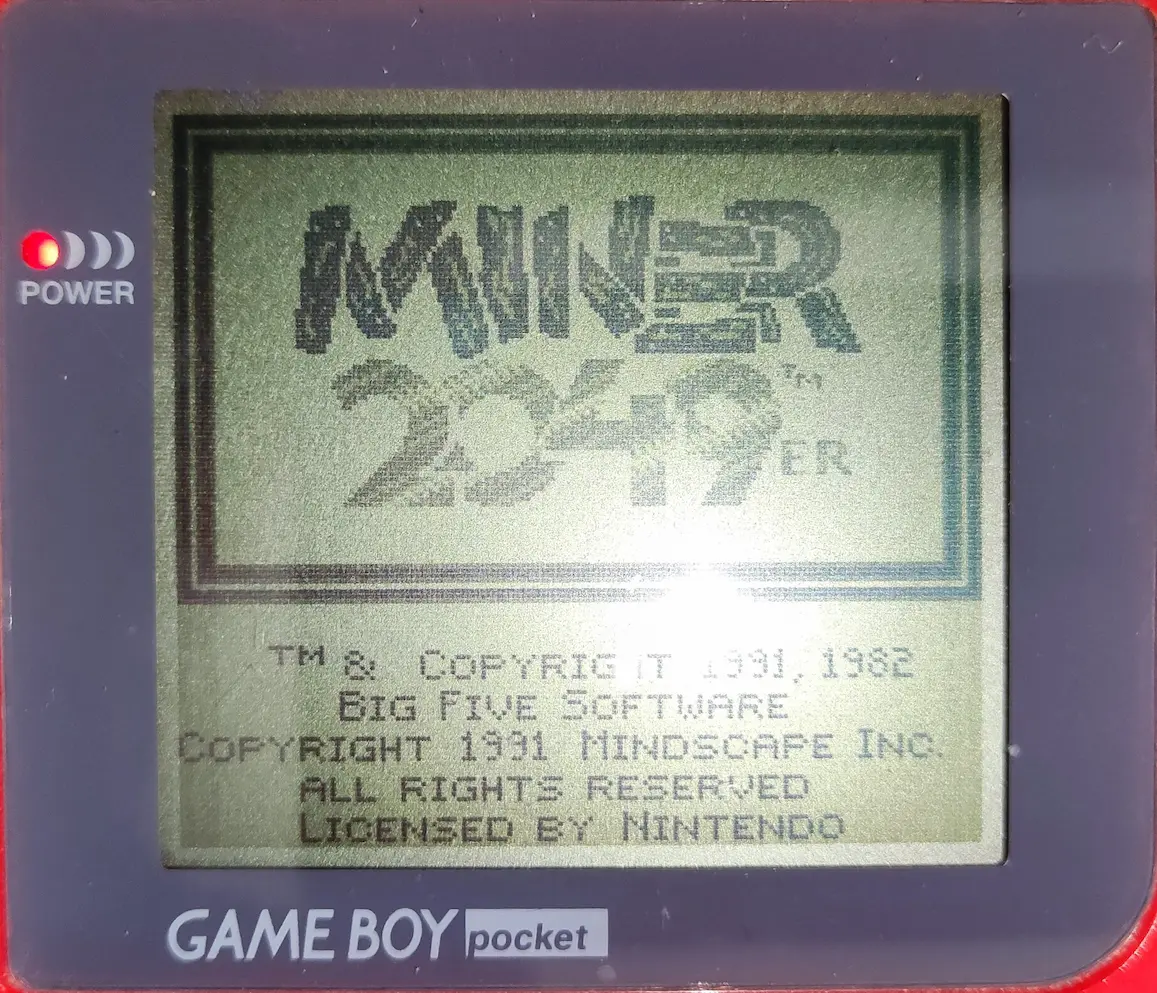 MINER
2049 ER ™
POWER
™ & COPYRIGHT 1991, 1982
BIG FIVE SOFTWARE
COPYRIGHT 1991 MINDSCAPE INC.
ALL RIGHTS RESERVED
LICENSED BY NINTENDO
GAME BOY pocket